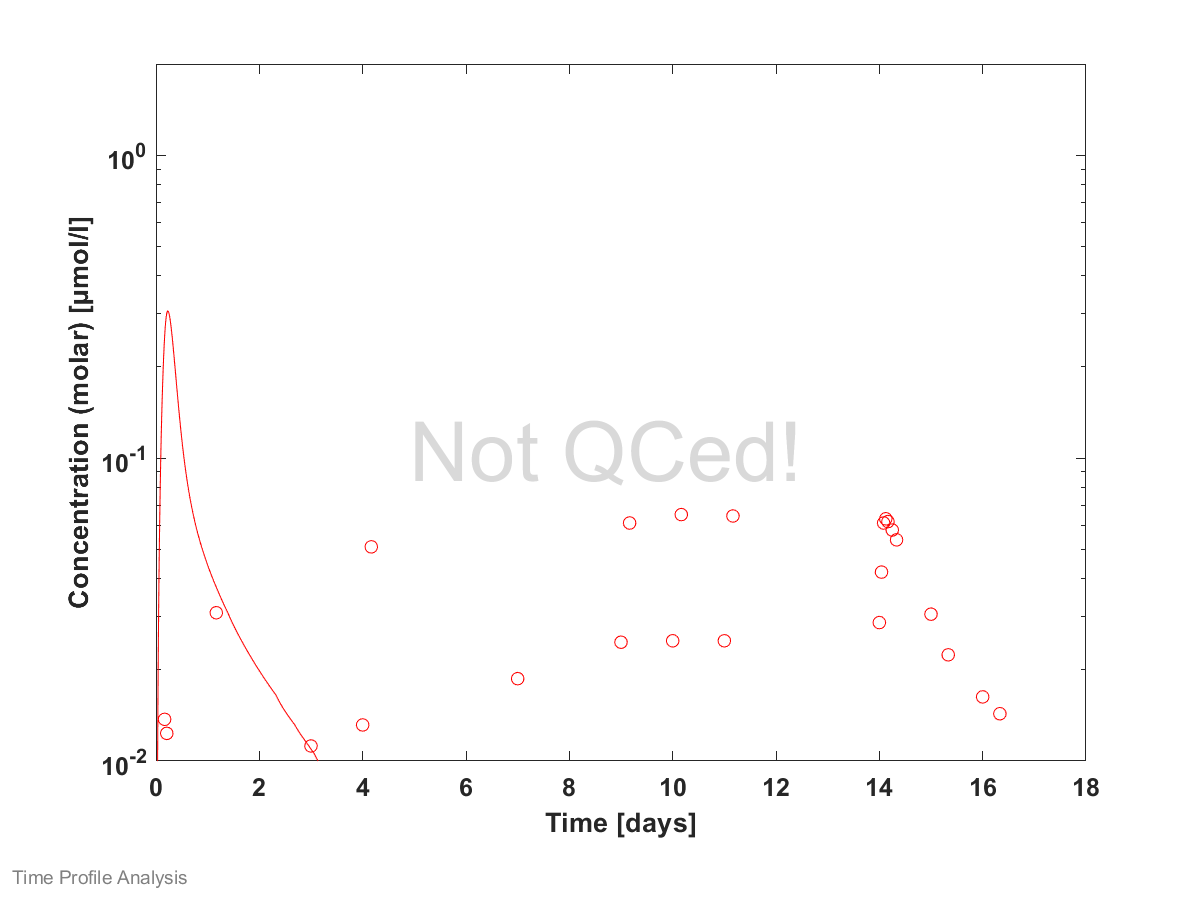 10^0
10^-1
10^-2
Concentration (molar) [µmol/l]
Not QCed!
0 2 4 6 8 10 12 14 16 18
Time [days]
Time Profile Analysis